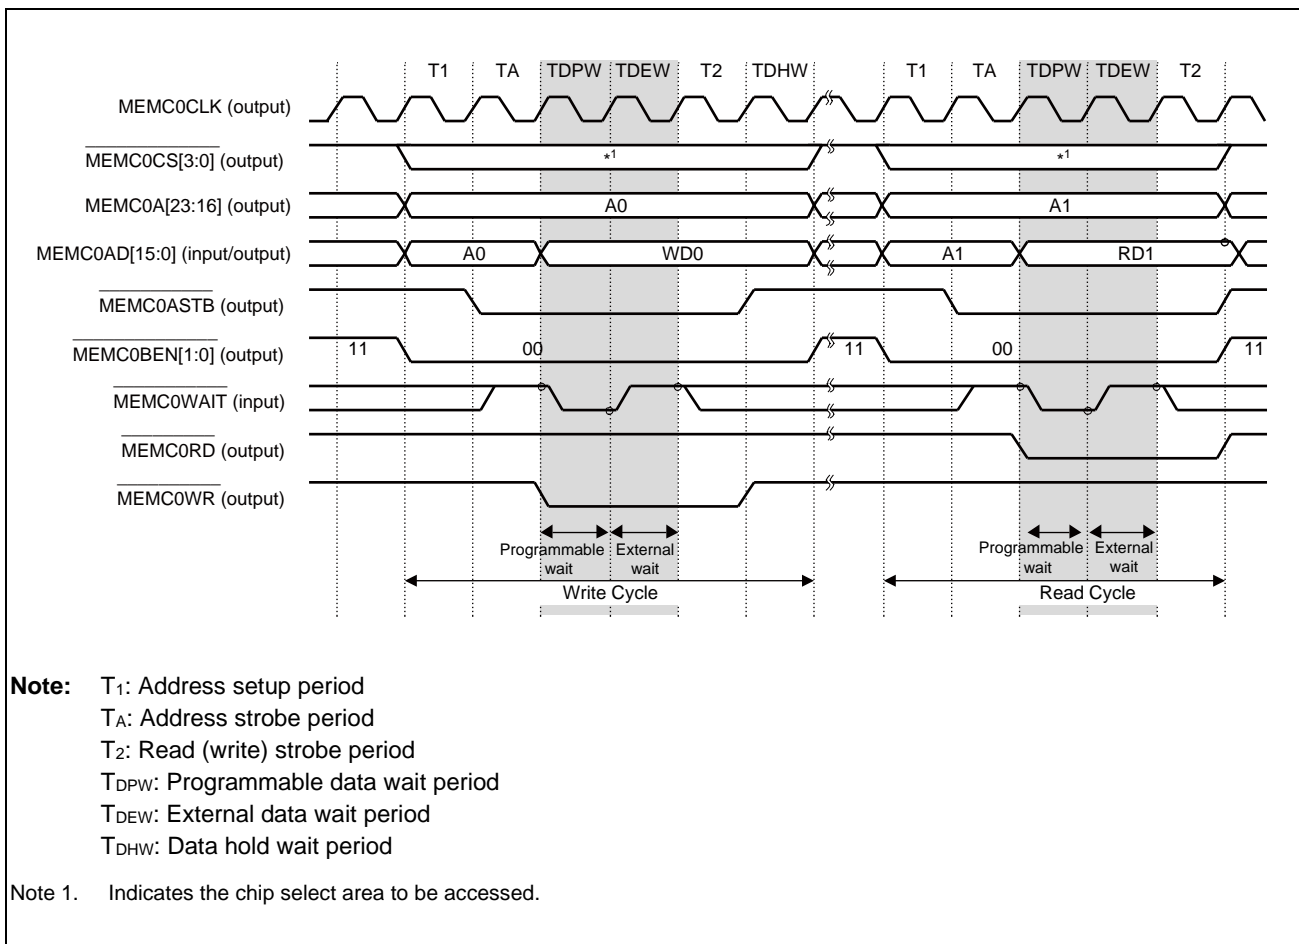 T1 TA TDPW TDEW T2 TDHW T1 TA TDPW TDEW T2
MEMC0CLK (output)
MEMC0CS[3:0] (output) *1 *1
MEMC0A[23:16] (output) A0 A1
MEMC0AD[15:0] (input/output) A0 WD0 A1 RD1
MEMC0ASTB (output)
MEMC0BEN[1:0] (output) 11 00 11 00 11
MEMC0WAIT (input)
MEMC0RD (output)
MEMC0WR (output)
Programmable External Programmable External
wait wait wait wait
Write Cycle Read Cycle
Note: T1: Address setup period
TA: Address strobe period
T2: Read (write) strobe period
TDPW: Programmable data wait period
TDEW: External data wait period
TDHW: Data hold wait period
Note 1. Indicates the chip select area to be accessed.